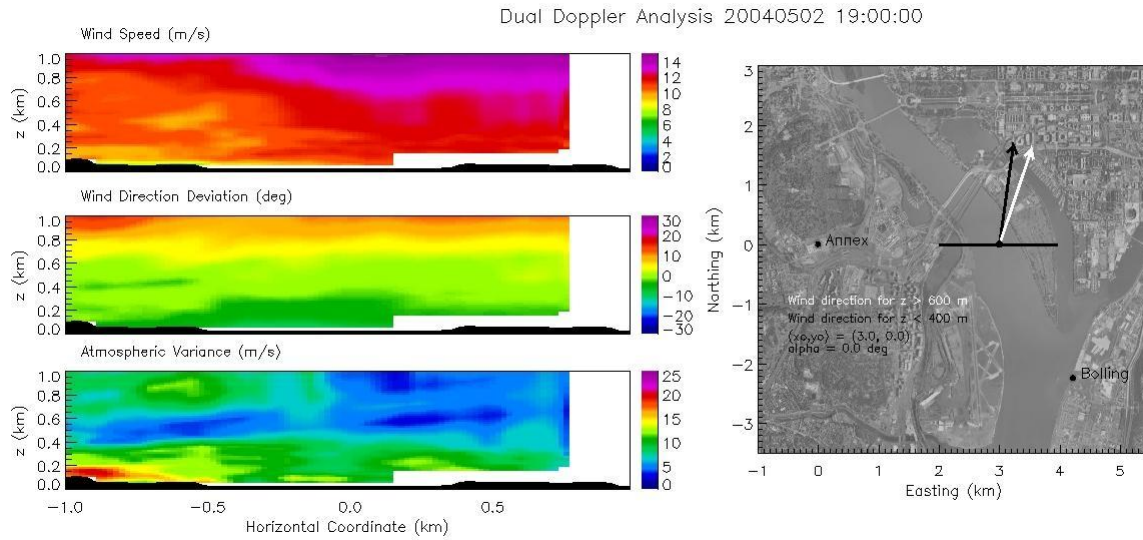 Dual Doppler Analysis 20040502 19:00:00
Wind Speed (m/s)
1.0
0.8
0.6
0.4
0.2
0.0
z (km)
14
12
10
8
6
4
2
0
Wind Direction Deviation (deg)
1.0
0.8
0.6
0.4
0.2
0.0
z (km)
30
20
10
0
−10
−20
−30
Atmospheric Variance (m/s)
1.0
0.8
0.6
0.4
0.2
0.0
z (km)
25
20
15
10
5
0
−1.0 −0.5 0.0 0.5
Horizontal Coordinate (km)
3
2
1
0
−1
−2
−3
Northing (km)
Annex
Wind direction for z > 600 m
Wind direction for z < 400 m
(xo,yo) = (3.0, 0.0)
alpha = 0.0 deg
Bolling
−1 0 1 2 3 4 5
Easting (km)